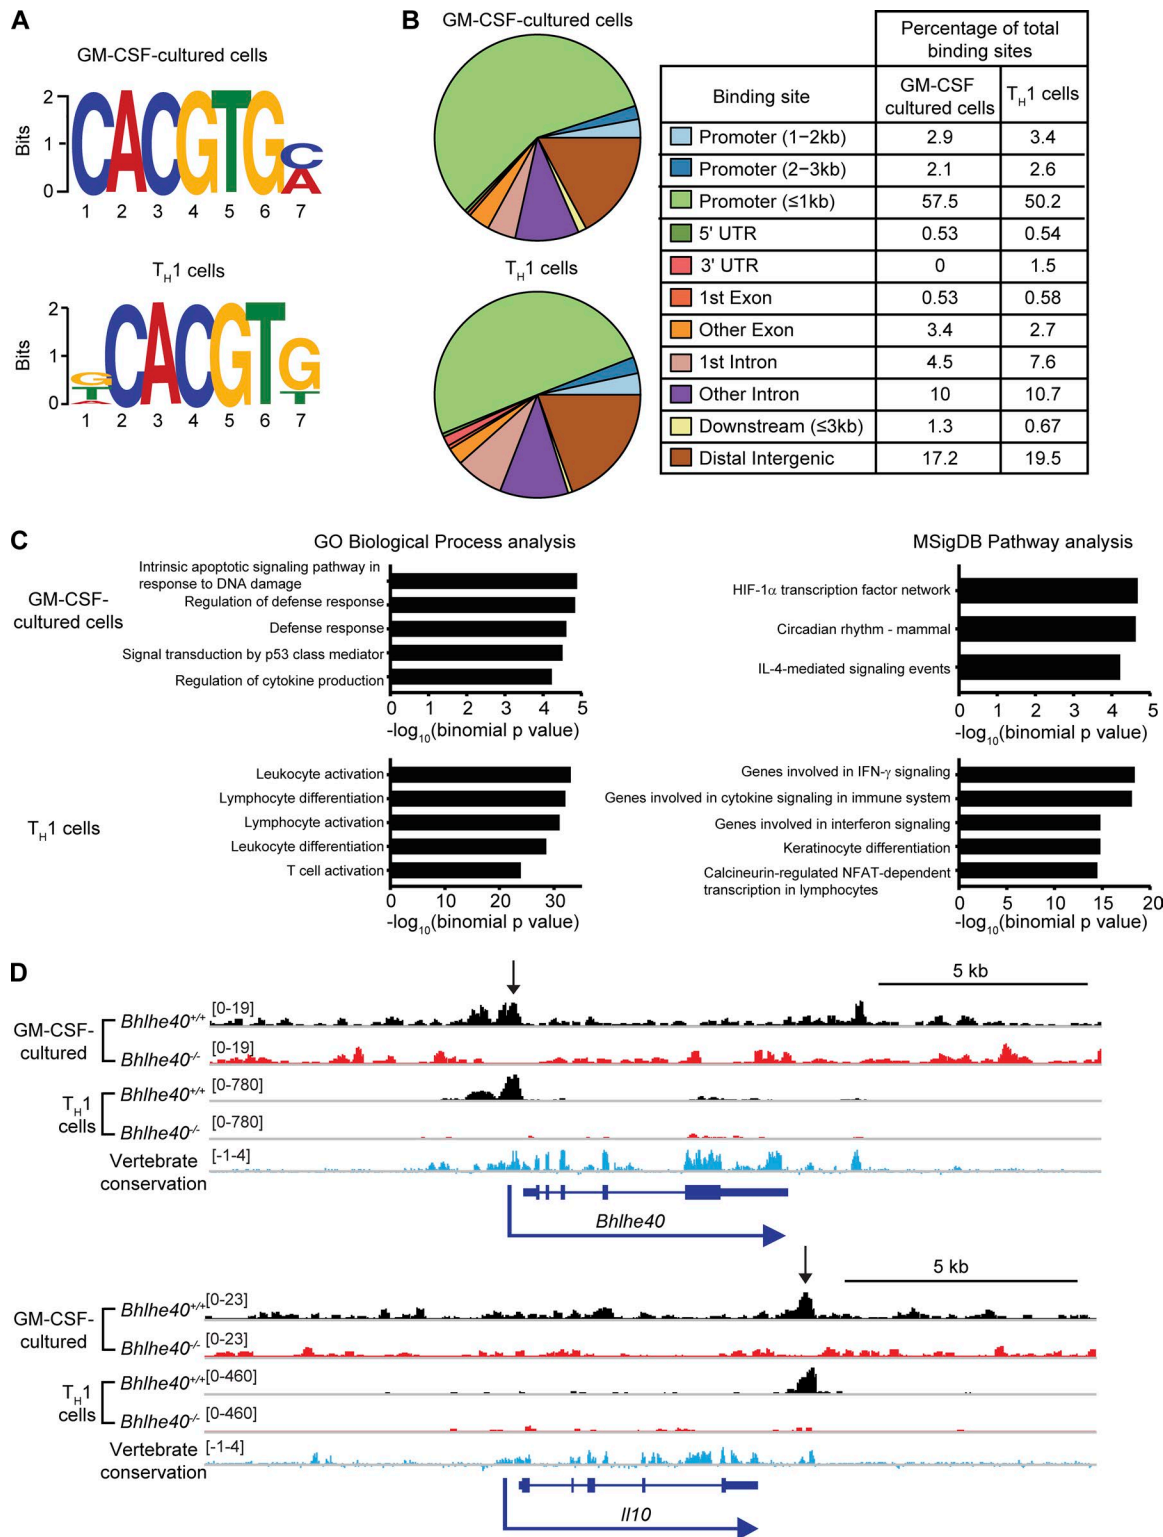 A
GM-CSF-cultured cells
Bits
2
1
0
CACGTGCA
1 2 3 4 5 6 7
TH1 cells
Bits
2
1
0
GTACACGTGT
1 2 3 4 5 6 7
B
GM-CSF-cultured cells
TH1 cells
Percentage of total binding sites
Binding site GM-CSF cultured cells TH1 cells
Promoter (1−2kb) 2.9 3.4
Promoter (2−3kb) 2.1 2.6
Promoter (≤1kb) 57.5 50.2
5' UTR 0.53 0.54
3' UTR 0 1.5
1st Exon 0.53 0.58
Other Exon 3.4 2.7
1st Intron 4.5 7.6
Other Intron 10 10.7
Downstream (≤3kb) 1.3 0.67
Distal Intergenic 17.2 19.5
C
GO Biological Process analysis
GM-CSF-
cultured cells
Intrinsic apoptotic signaling pathway in
response to DNA damage
Regulation of defense response
Defense response
Signal transduction by p53 class mediator
Regulation of cytokine production
0 1 2 3 4 5
-log10(binomial p value)
MSigDB Pathway analysis
HIF-1α transcription factor network
Circadian rhythm - mammal
IL-4-mediated signaling events
0 1 2 3 4 5
-log10(binomial p value)
TH1 cells
Leukocyte activation
Lymphocyte differentiation
Lymphocyte activation
Leukocyte differentiation
T cell activation
0 10 20 30
-log10(binomial p value)
Genes involved in IFN-γ signaling
Genes involved in cytokine signaling in immune system
Genes involved in interferon signaling
Keratinocyte differentiation
Calcineurin-regulated NFAT-dependent
transcription in lymphocytes
0 5 10 15 20
-log10(binomial p value)
D
5 kb
GM-CSF-
cultured
Bhlhe40+/+ [0-19]
Bhlhe40-/- [0-19]
TH1
cells
Bhlhe40+/+ [0-780]
Bhlhe40-/- [0-780]
Vertebrate
conservation
[-1-4]
Bhlhe40
5 kb
GM-CSF-
cultured
Bhlhe40+/+ [0-23]
Bhlhe40-/- [0-23]
TH1
cells
Bhlhe40+/+ [0-460]
Bhlhe40-/- [0-460]
Vertebrate
conservation
[-1-4]
Il10